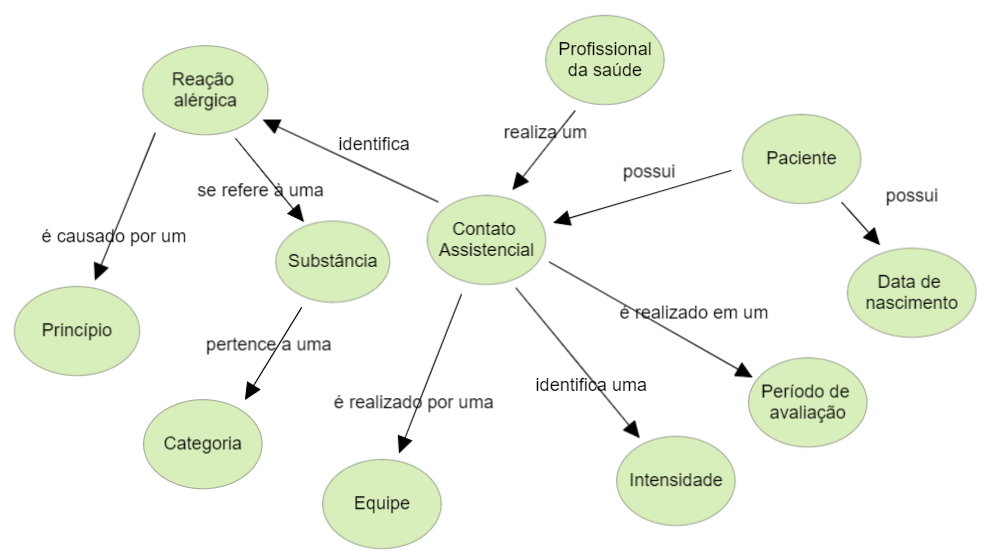 Profissional
da saúde
Reação
alérgica
realiza um
identifica
Paciente
possui
se refere à uma
possui
Contato
Assistencial
é causado por um
Substância
Data de
nascimento
é realizado em um
Princípio
pertence a uma
identifica uma
Período de
avaliação
é realizado por uma
Categoria
Intensidade
Equipe